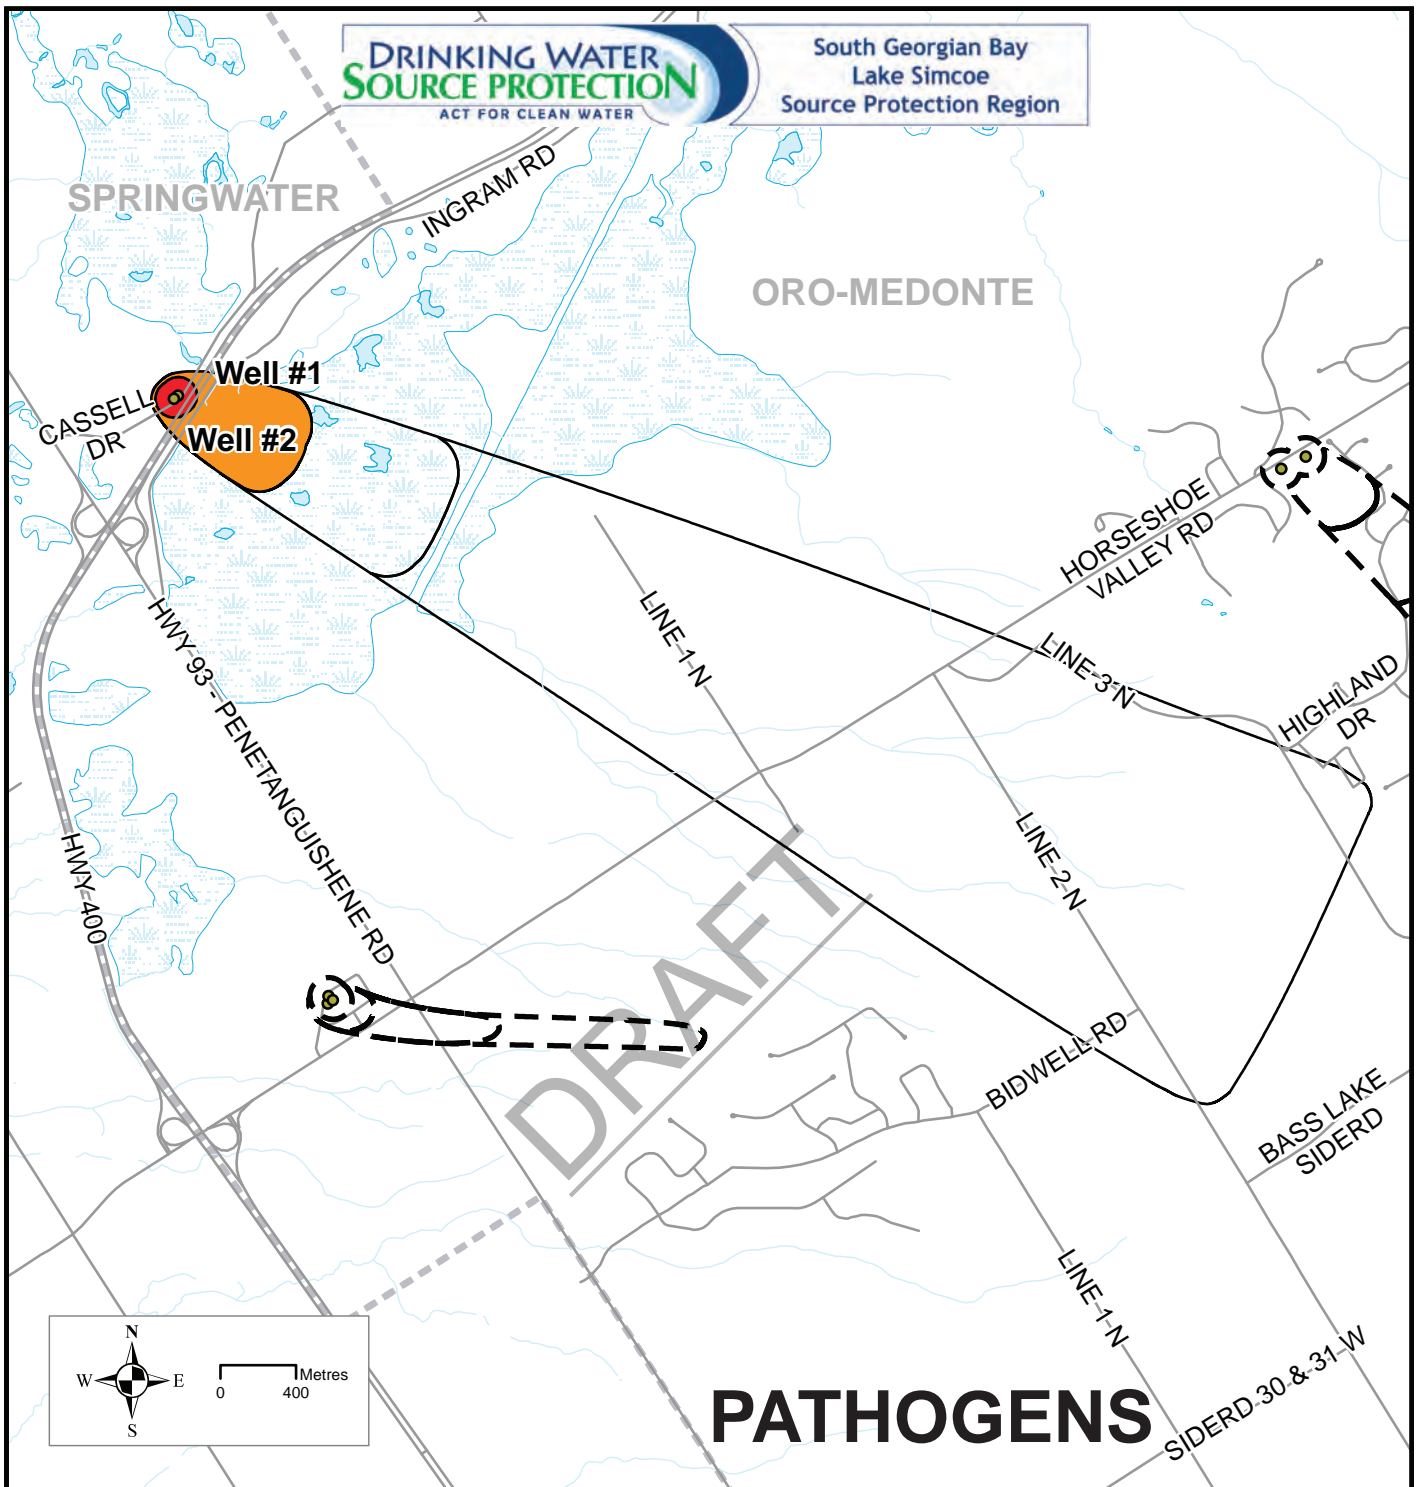 DRINKING WATER
SOURCE PROTECTION
ACT FOR CLEAN WATER
South Georgian Bay
Lake Simcoe
Source Protection Region
SPRINGWATER
INGRAM RD
ORO-MEDONTE
Well #1
CASSELL
DR
Well #2
HORSESHOE
VALLEY RD
LINE 1 N
LINE 3 N
HIGHLAND
DR
HWY 93 - PENETANGUISHENE RD
HWY 400
LINE 2 N
DRAFT
BIDWELL RD
BASS LAKE
SIDERD
LINE 1 N
SIDERD 30 & 31 W
N
W
E
S
Metres
0
400
PATHOGENS